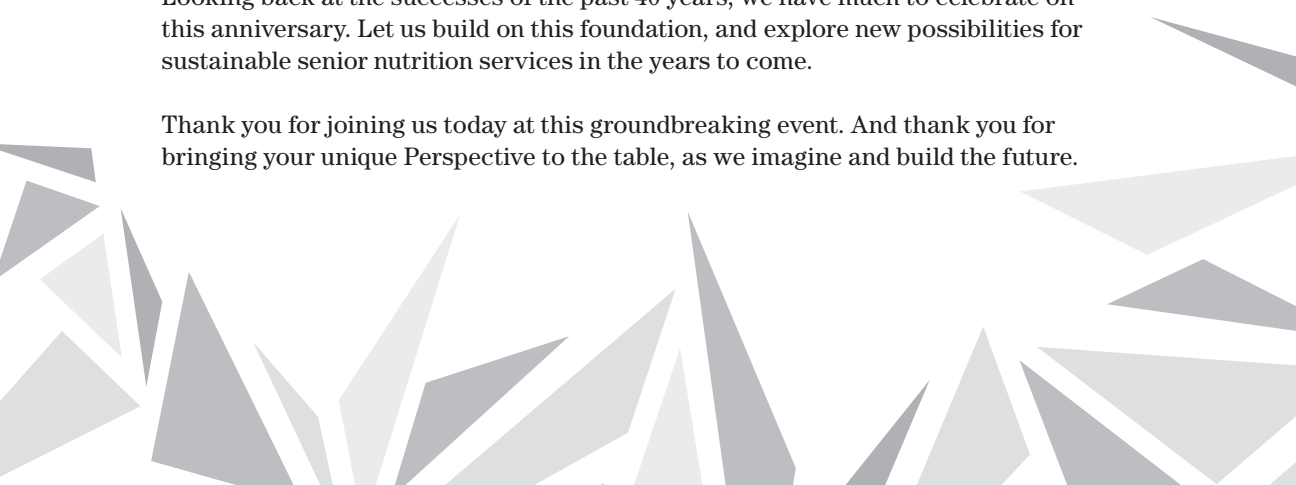 Looking back at the successes of the past 40 years, we have much to celebrate on
this anniversary. Let us build on this foundation, and explore new possibilities for
sustainable senior nutrition services in the years to come.
Thank you for joining us today at this groundbreaking event. And thank you for
bringing your unique Perspective to the table, as we imagine and build the future.